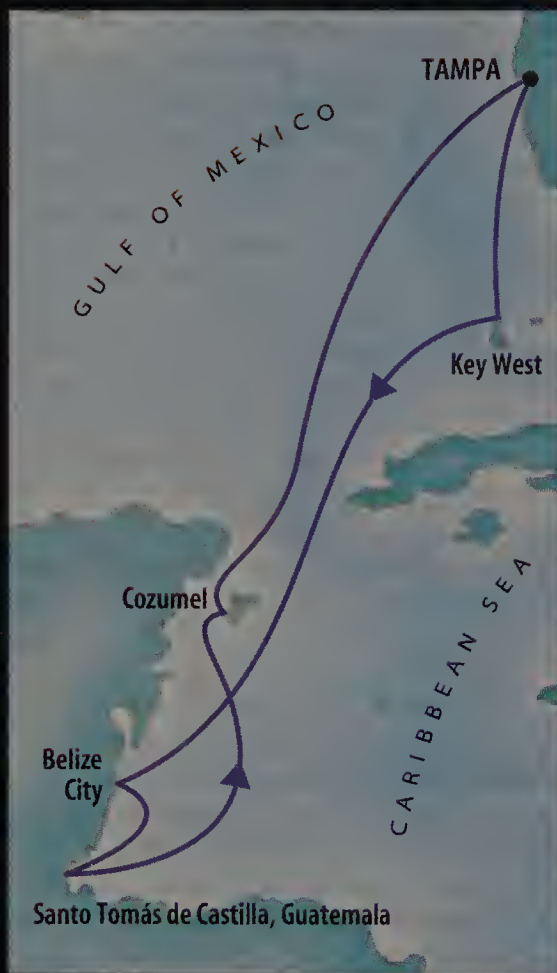 TAMPA
GULF OF MEXICO
Key West
Cozumel
CARIBBEAN SEA
Belize
City
Santo Tomás de Castilla, Guatemala